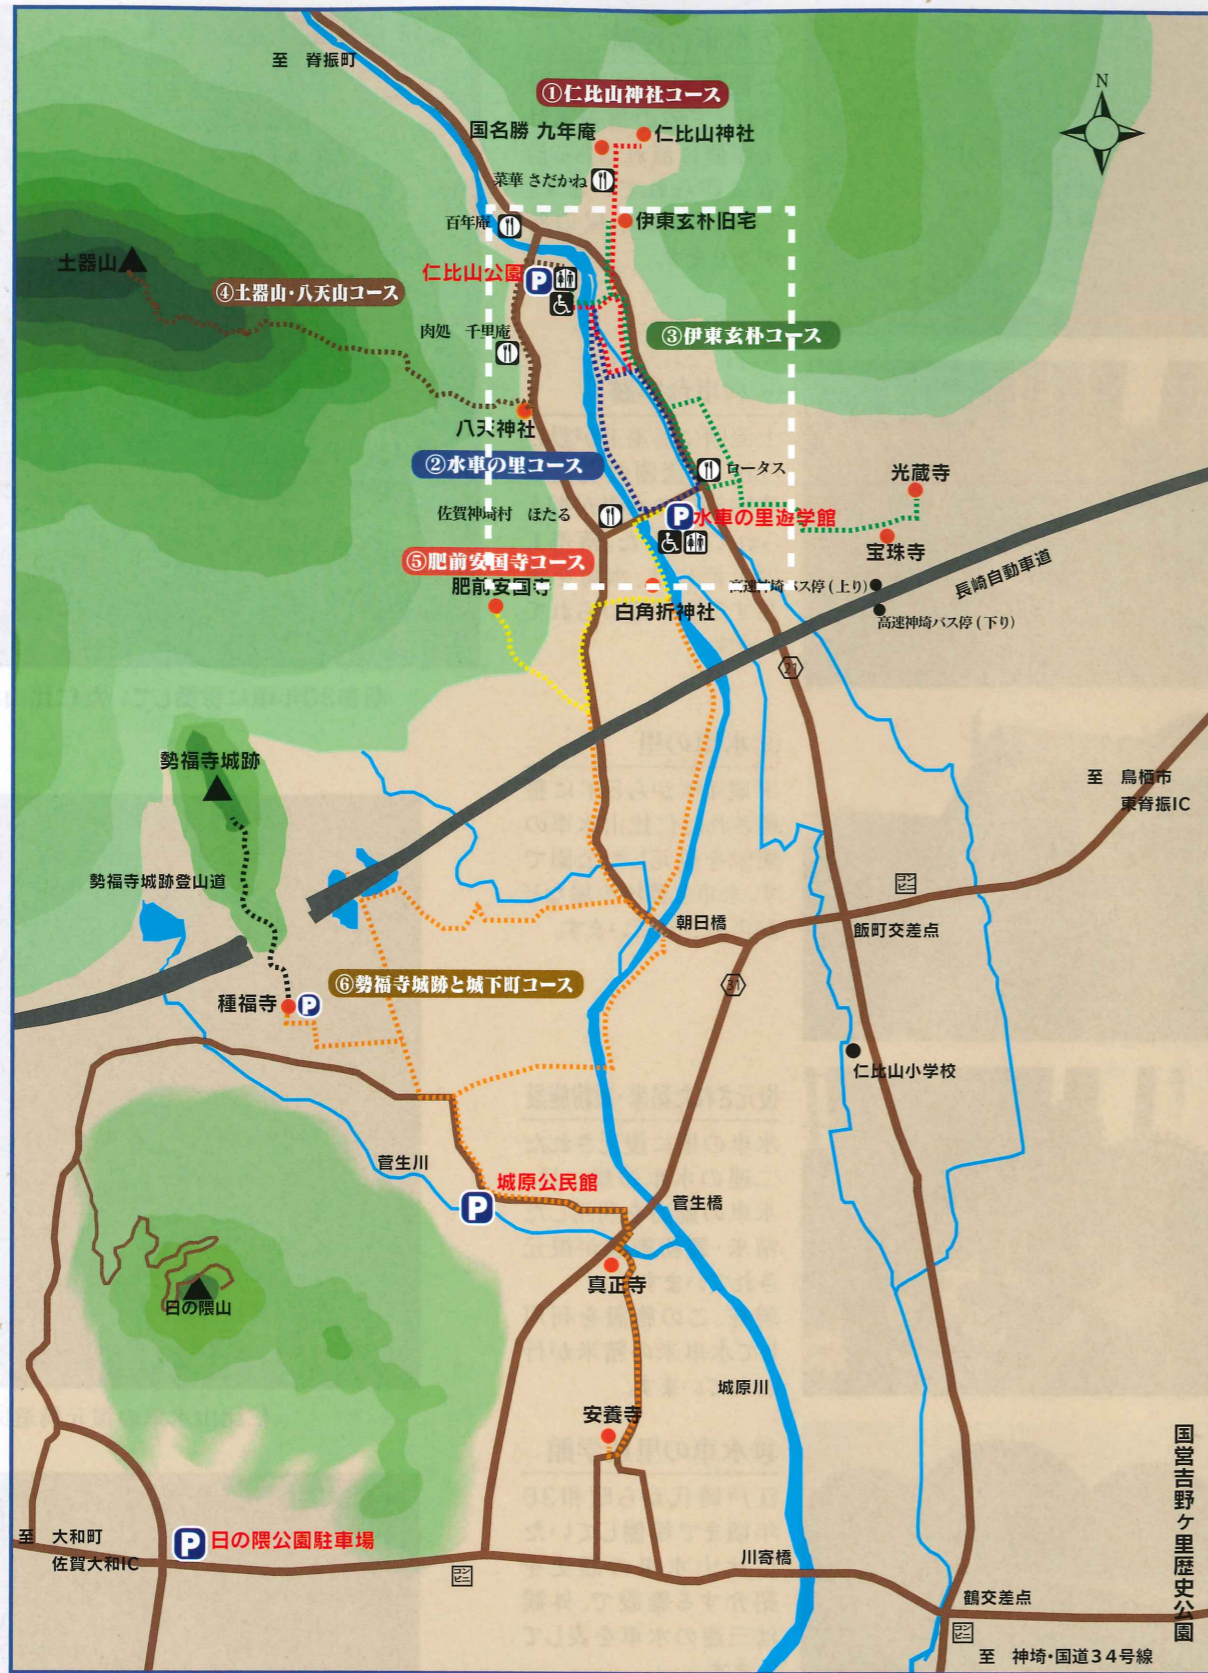 至 脊振町
①仁比山神社コース
N
国名勝 九年庵
仁比山神社
菜華 さだかね
百年庵
伊東玄朴旧宅
土器山
仁比山公園
P
④土器山・八天山コース
肉処 千里庵
③伊東玄朴コース
八天神社
②水車の里コース
ロータス
光蔵寺
佐賀神埼村 ほたる
P
水車の里遊学館
宝珠寺
⑤肥前安国寺コース
肥前安国寺
白角折神社
高速神埼バス停(上り)
長崎自動車道
高速神埼バス停(下り)
21
勢福寺城跡
至 鳥栖市
東脊振IC
勢福寺城跡登山道
コンビニ
朝日橋
飯町交差点
⑥勢福寺城跡と城下町コース
31
種福寺
P
仁比山小学校
菅生川
城原公民館
P
菅生橋
真正寺
日の隈山
城原川
安養寺
国営吉野ヶ里歴史公園
至 大和町
佐賀大和IC
P
日の隈公園駐車場
コンビニ
川寄橋
鶴交差点
コンビニ
至 神埼・国道34号線